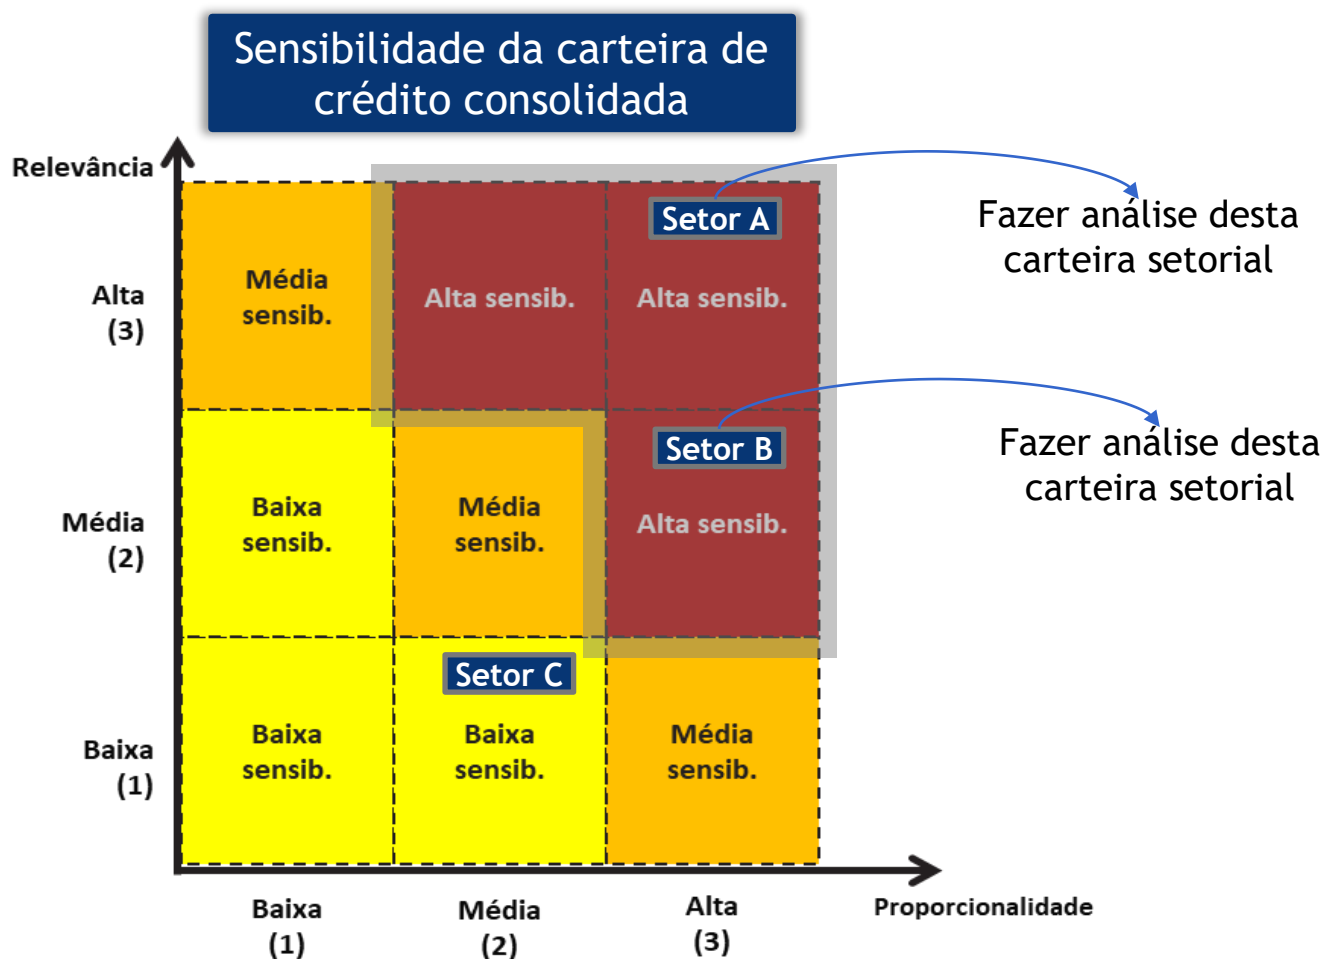 Sensibilidade da carteira de
crédito consolidada
Relevância
Setor A
Fazer análise desta
carteira setorial
Alta
(3)
Média
sensib.
Alta sensib.
Alta sensib.
Setor B
Fazer análise desta
carteira setorial
Média
(2)
Baixa
sensib.
Média
sensib.
Alta sensib.
Setor C
Baixa
(1)
Baixa
sensib.
Baixa
sensib.
Média
sensib.
Baixa
(1)
Média
(2)
Alta
(3)
Proporcionalidade